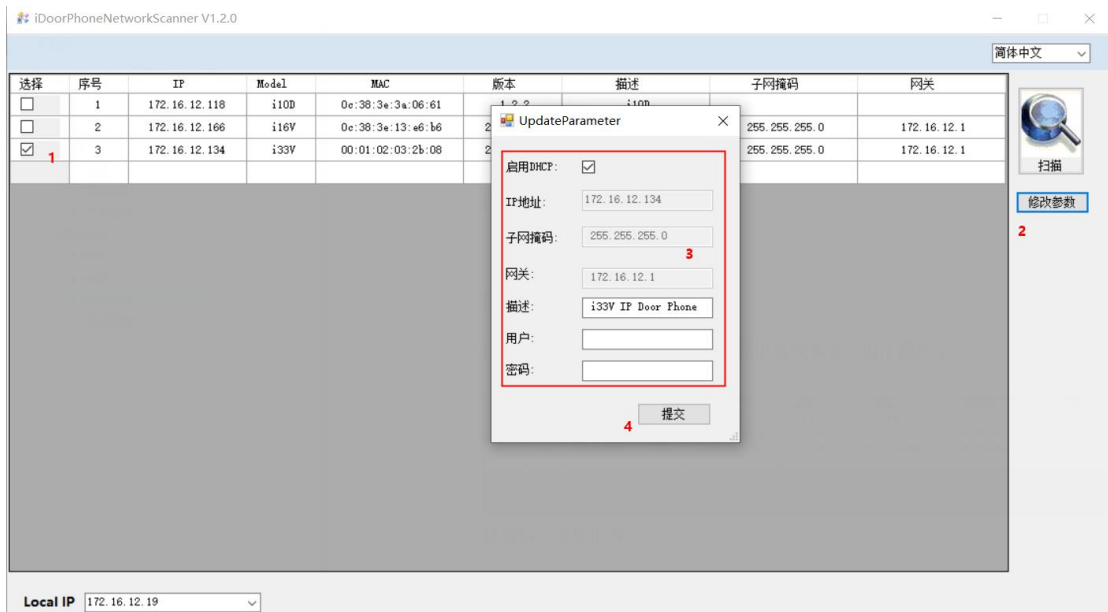 iDoorPhoneNetworkScanner V1.2.0
简体中文
选择 序号 IP Model MAC 版本 描述 子网掩码 网关
1 172.16.12.118 i10D 0c:38:3e:3a:06:61 1.2.2 i10D
2 172.16.12.166 i16V 0c:38:3e:13:e6:b6 2 255.255.255.0 172.16.12.1
1 3 172.16.12.134 i33V 00:01:02:03:2b:08 2 255.255.255.0 172.16.12.1
扫描
修改参数
2
UpdateParameter
启用DHCP:
IP地址: 172.16.12.134
子网掩码: 255.255.255.0
3
网关: 172.16.12.1
描述: i33V IP Door Phone
用户:
密码:
4 提交
Local IP 172.16.12.19